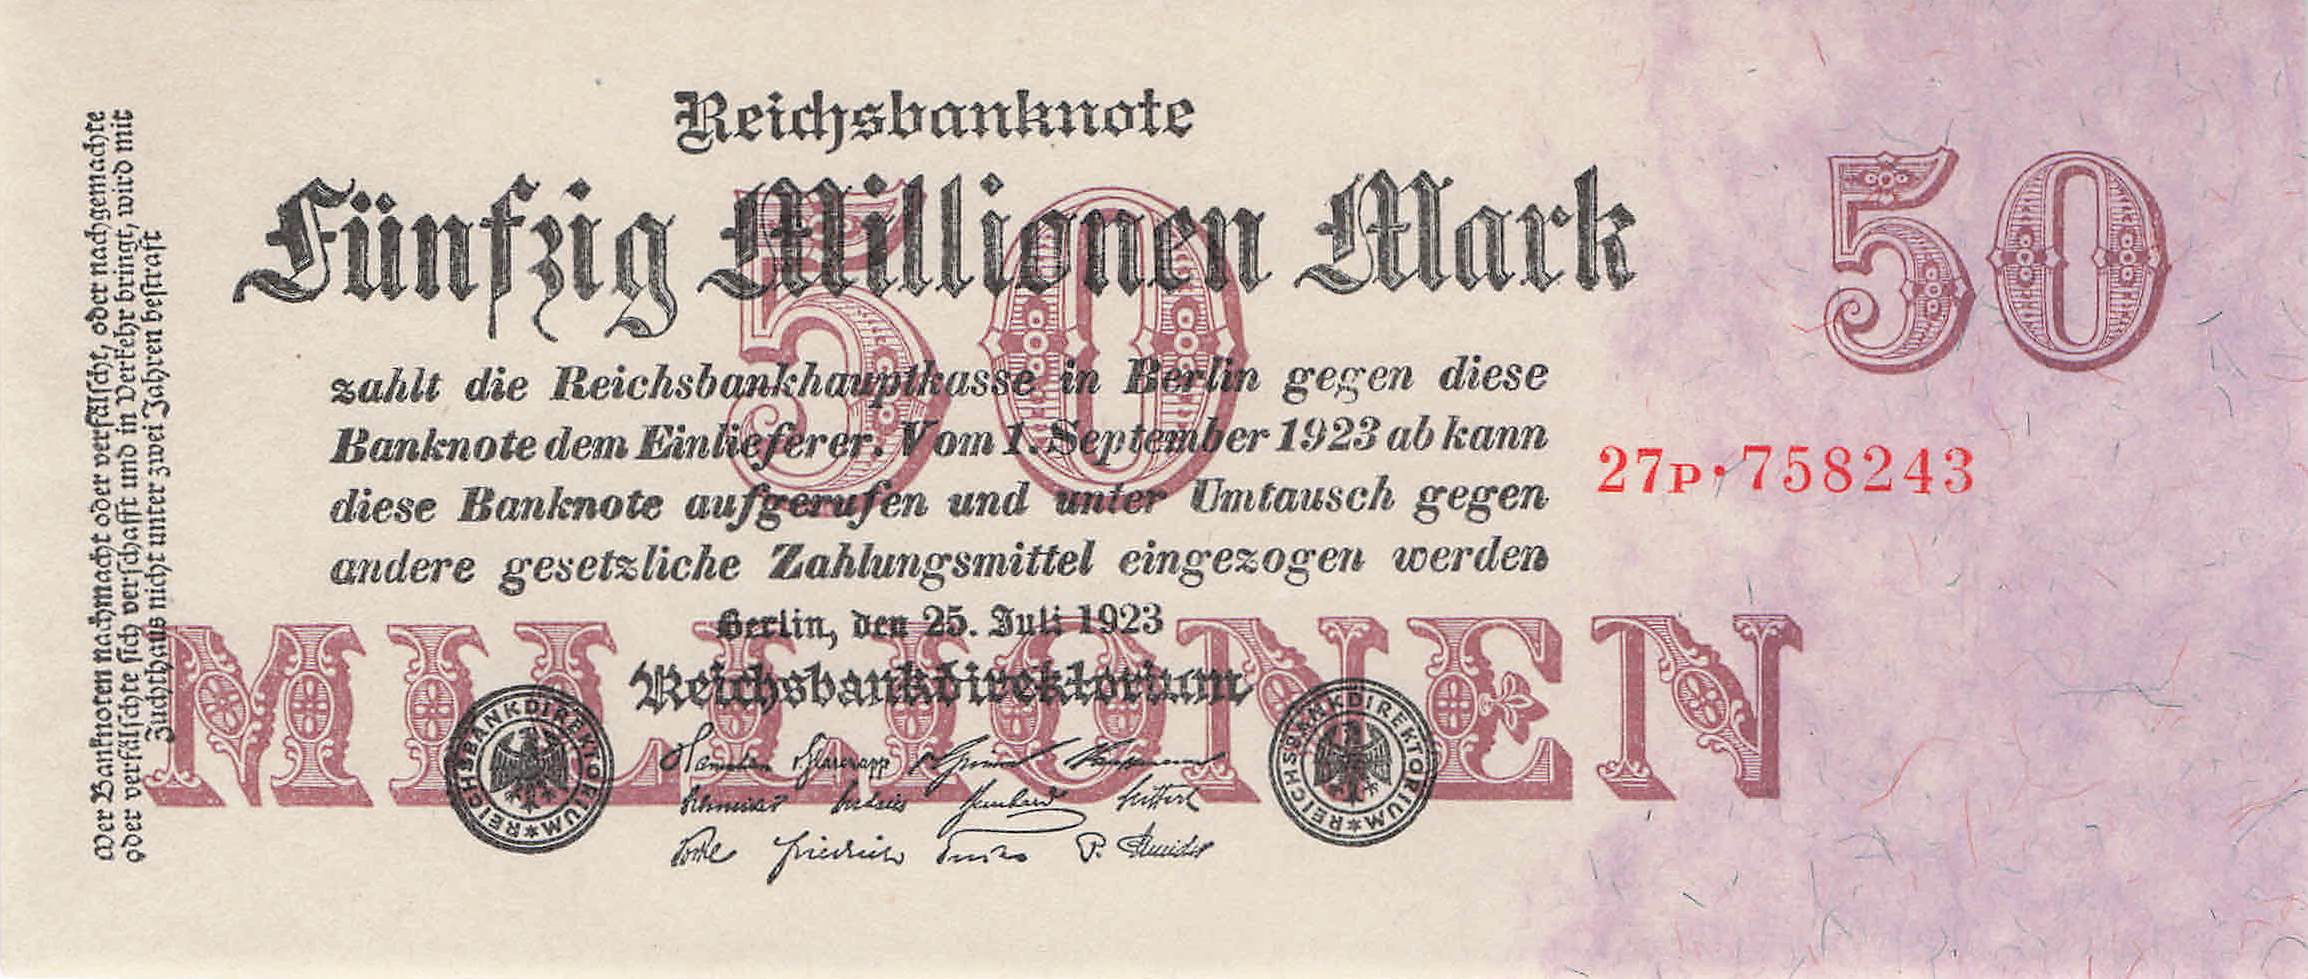 Reichsbanknote
Fünfzig Millionen Mark
50
50
zahlt die Reichsbankhauptkasse in Berlin gegen diese
Banknote dem Einlieferer. Vom 1. September 1923 ab kann
diese Banknote aufgerufen und unter Umtausch gegen
andere gesetzliche Zahlungsmittel eingezogen werden
27P·758243
Berlin, den 25. Juli 1923
MILLIONEN
Reichsbankdirektorium
REICHSBANKDIREKTORIUM
REICHSBANKDIREKTORIUM
Wer Banknoten nachmacht oder verfälscht, oder nachgemachte
oder verfälschte sich verschafft und in Verkehr bringt, wird mit
Zuchthaus nicht unter zwei Jahren bestraft